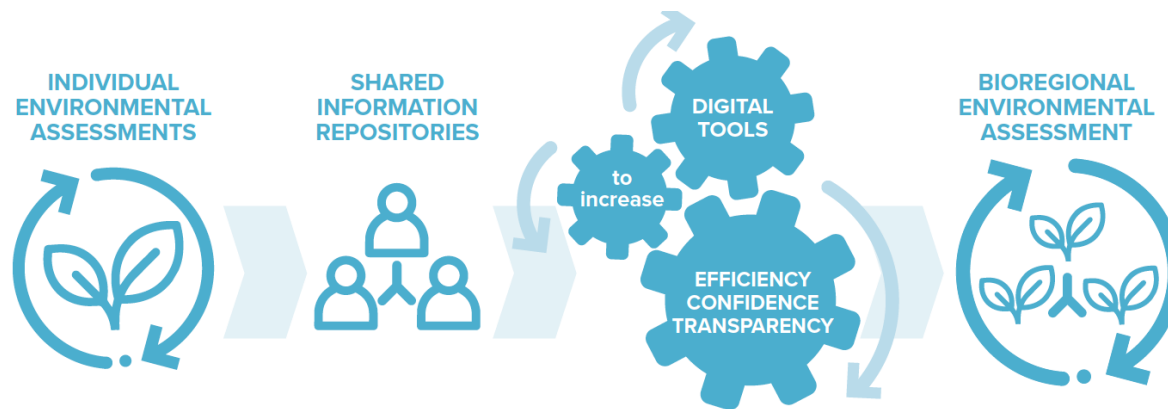 INDIVIDUAL
ENVIRONMENTAL
ASSESSMENTS
SHARED
INFORMATION
REPOSITORIES
DIGITAL
TOOLS
to
increase
EFFICIENCY
CONFIDENCE
TRANSPARENCY
BIOREGIONAL
ENVIRONMENTAL
ASSESSMENT